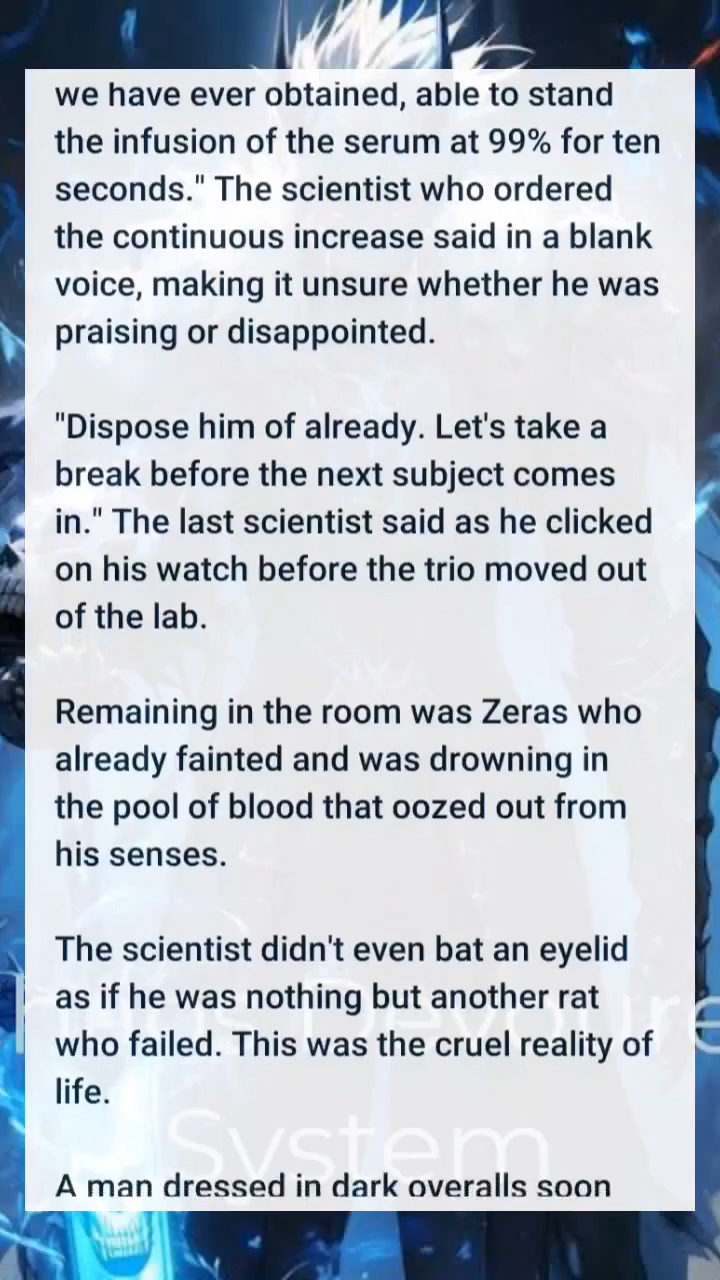 we have ever obtained, able to stand
the infusion of the serum at 99% for ten
seconds." The scientist who ordered
the continuous increase said in a blank
voice, making it unsure whether he was
praising or disappointed.
"Dispose him of already. Let's take a
break before the next subject comes
in." The last scientist said as he clicked
on his watch before the trio moved out
of the lab.
Remaining in the room was Zeras who
already fainted and was drowning in
the pool of blood that oozed out from
his senses.
The scientist didn't even bat an eyelid
as if he was nothing but another rat
who failed. This was the cruel reality of
life.
System
A man dressed in dark overalls soon